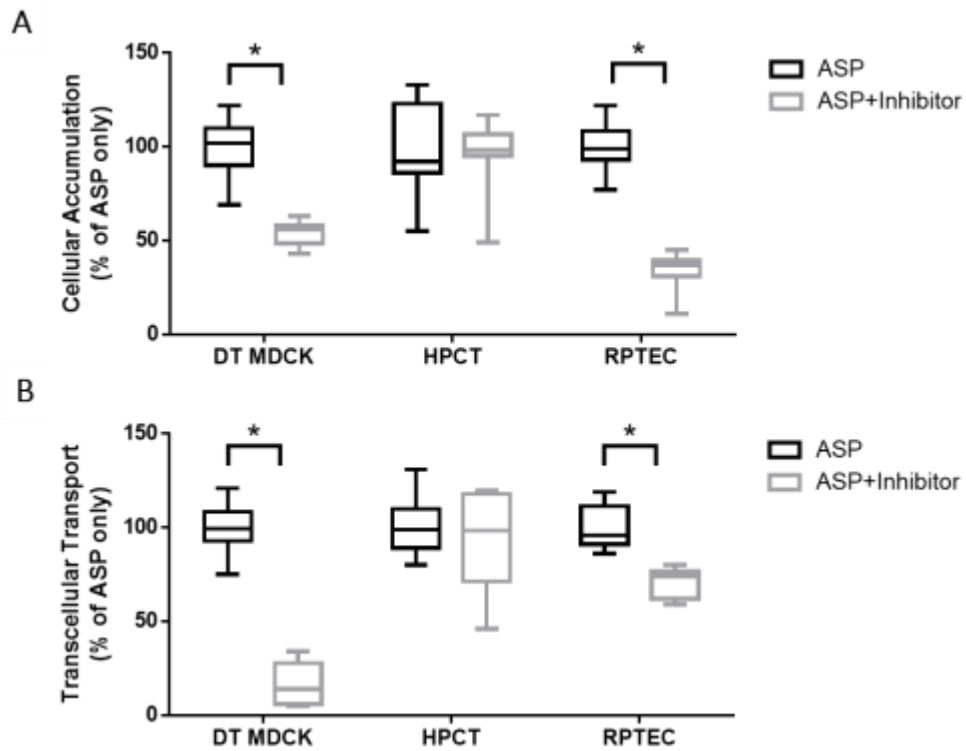 A
Cellular Accumulation
(% of ASP only)
150
100
50
0
*
*
ASP
ASP+Inhibitor
DT MDCK
HPCT
RPTEC
B
Transcellular Transport
(% of ASP only)
150
100
50
0
*
*
ASP
ASP+Inhibitor
DT MDCK
HPCT
RPTEC